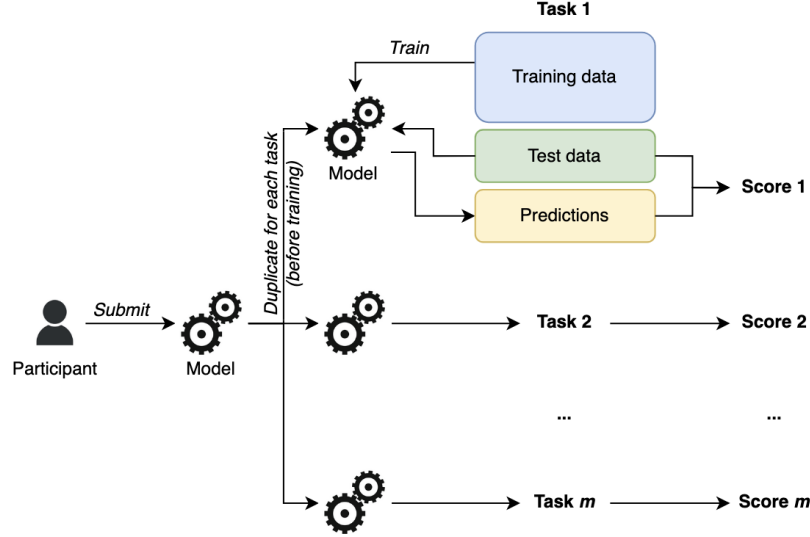 Task 1
Train
Training data
Duplicate for each task
(before training)
Model
Test data
Predictions
Score 1
Participant
Submit
Model
Task 2
Score 2
...
...
Task m
Score m